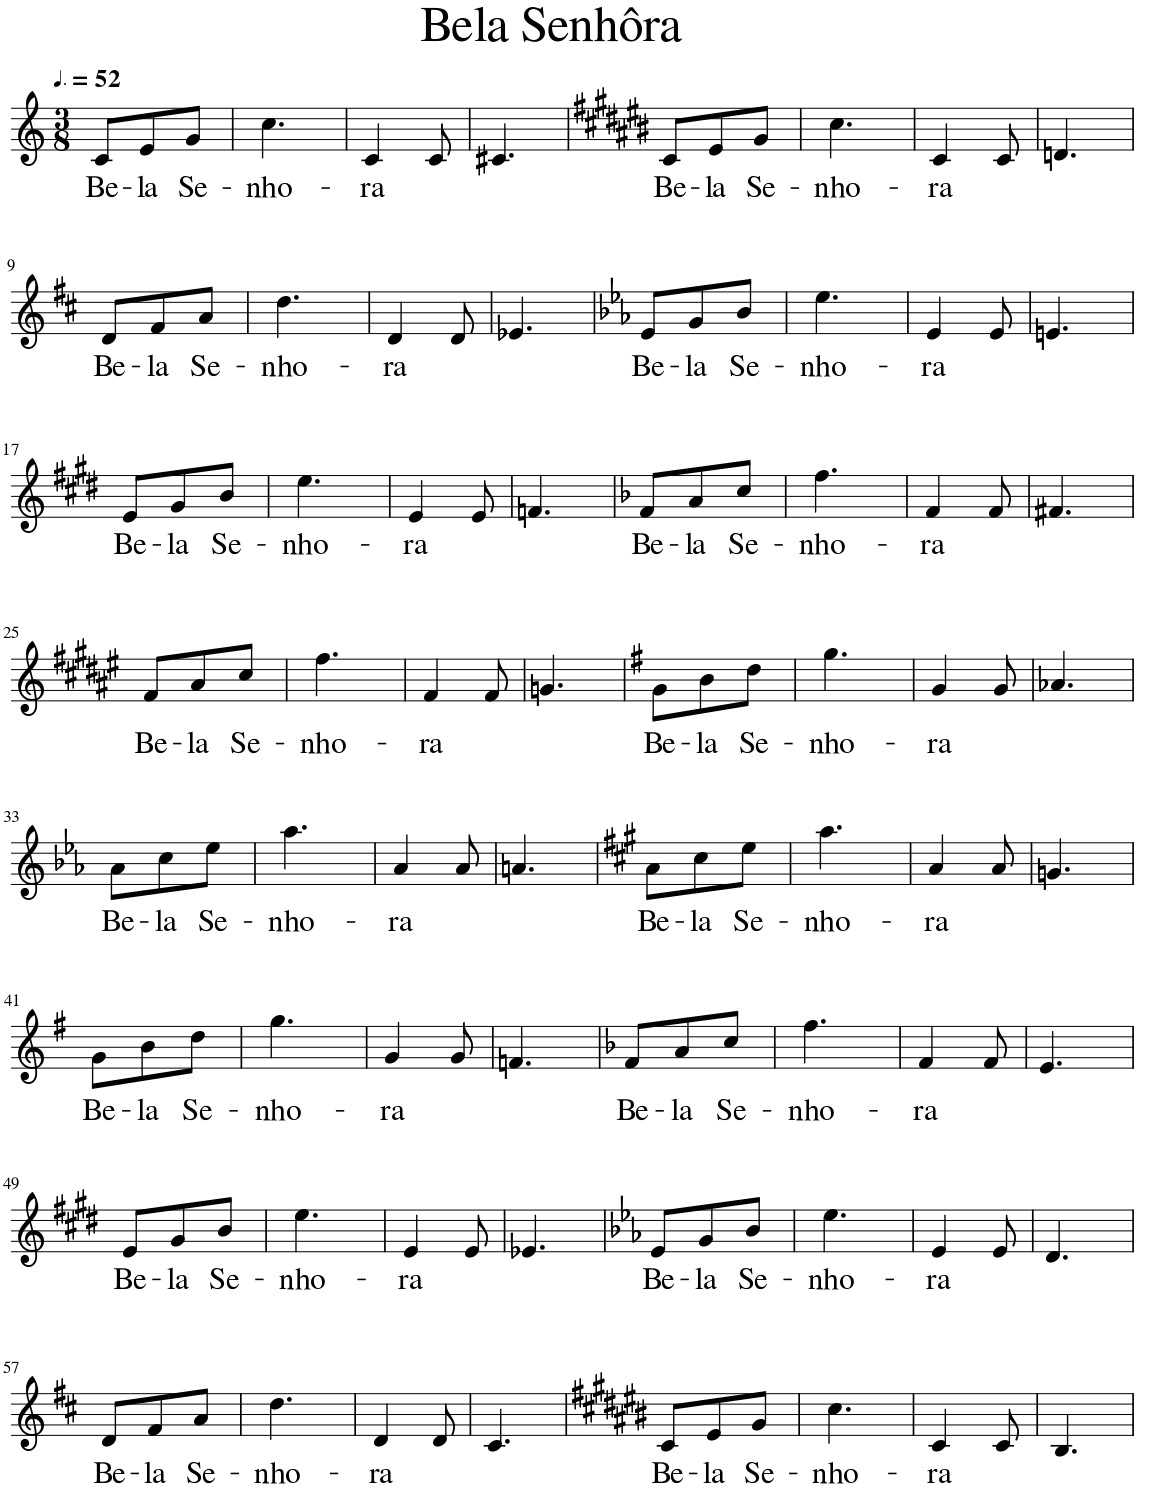 Bela Senhôra
= 52
3
8
Be - la Se - nho - ra Be - la Se - nho - ra
9
Be - la Se - nho - ra Be - la Se - nho - ra
17
Be - la Se - nho - ra Be - la Se - nho - ra
25
Be - la Se - nho - ra Be - la Se - nho - ra
33
Be - la Se - nho - ra Be - la Se - nho - ra
41
Be - la Se - nho - ra Be - la Se - nho - ra
49
Be - la Se - nho - ra Be - la Se - nho - ra
57
Be - la Se - nho - ra Be - la Se - nho - ra